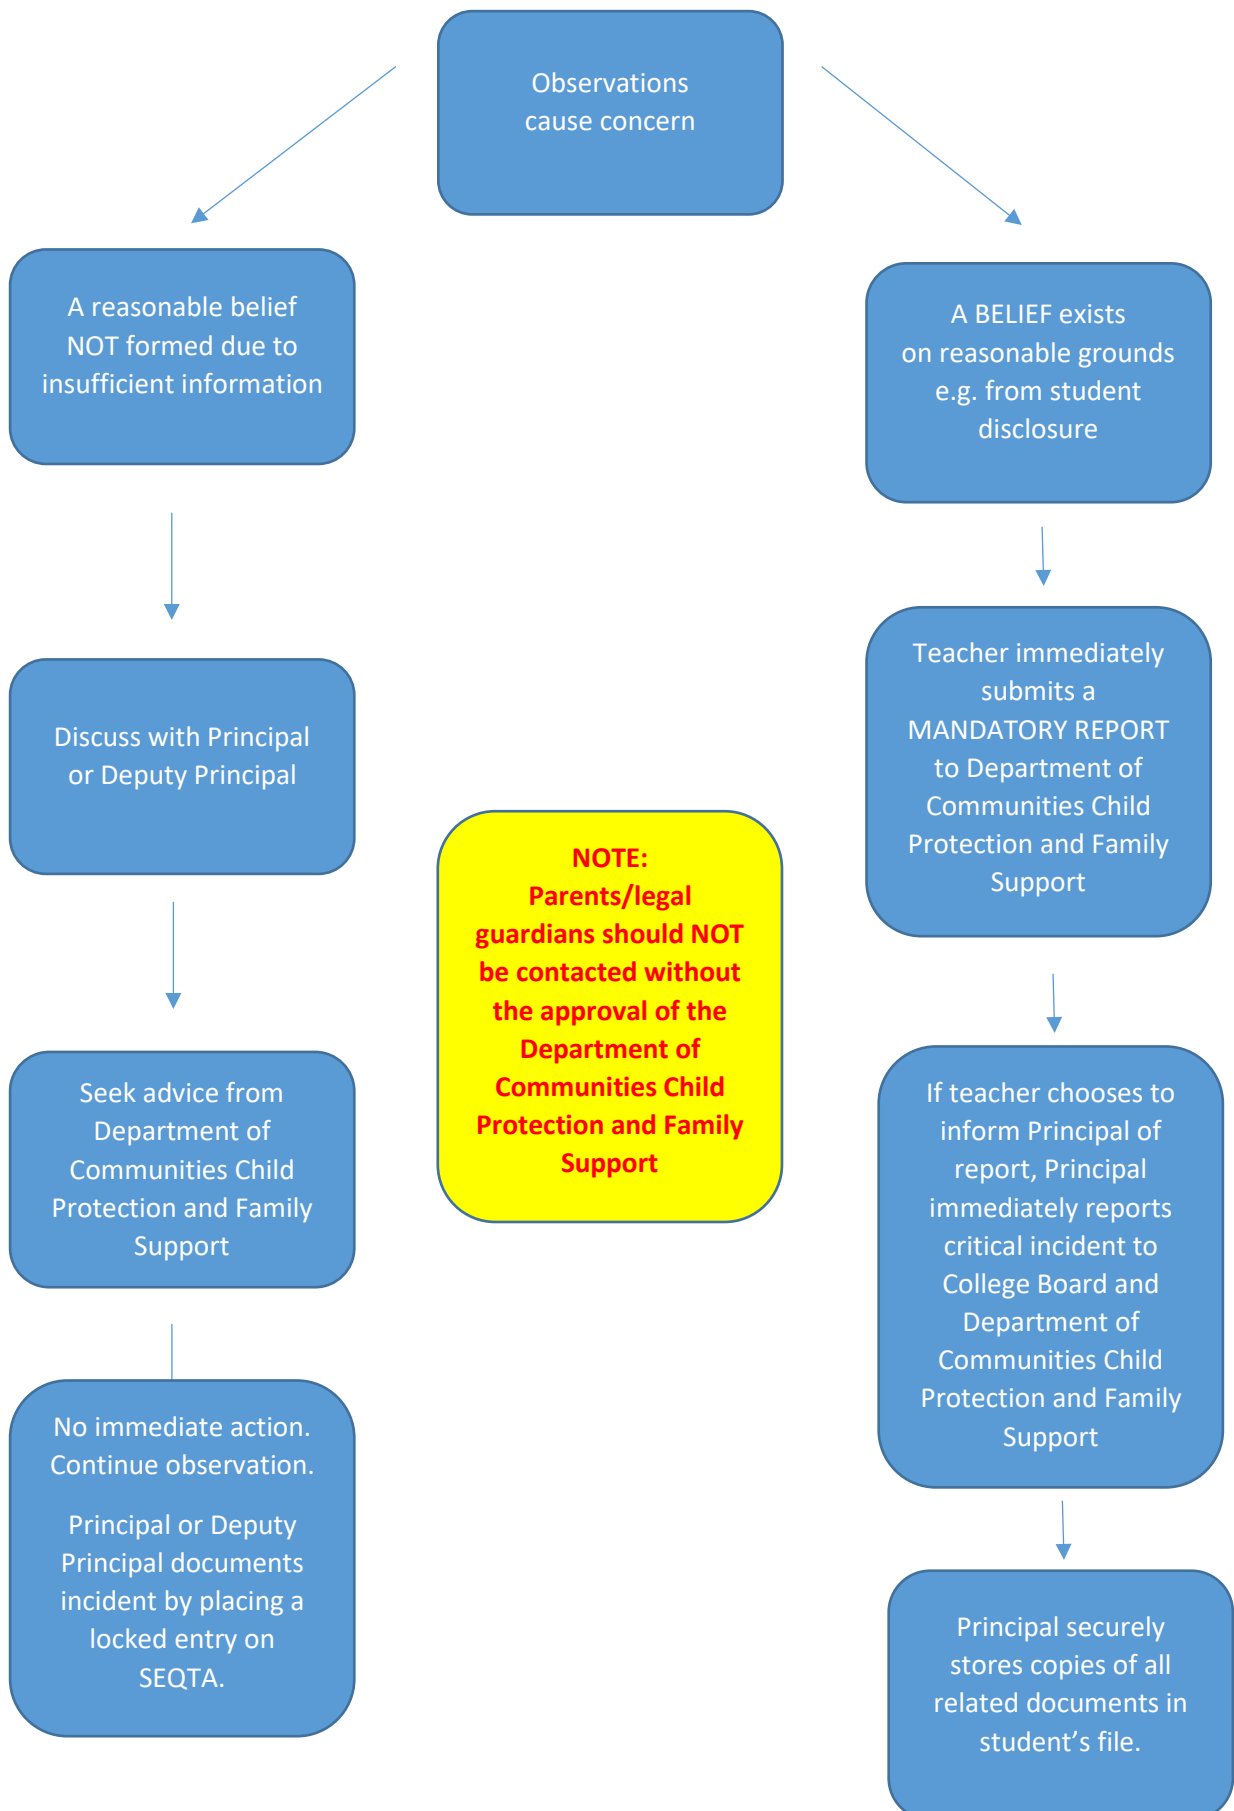 Observations
cause concern
A reasonable belief
NOT formed due to
insufficient information
A BELIEF exists
on reasonable grounds
e.g. from student
disclosure
Discuss with Principal
or Deputy Principal
Teacher immediately
submits a
MANDATORY REPORT
to Department of
Communities Child
Protection and Family
Support
NOTE:
Parents/legal
guardians should NOT
be contacted without
the approval of the
Department of
Communities Child
Protection and Family
Support
Seek advice from
Department of
Communities Child
Protection and Family
Support
If teacher chooses to
inform Principal of
report, Principal
immediately reports
critical incident to
College Board and
Department of
Communities Child
Protection and Family
Support
No immediate action.
Continue observation.
Principal or Deputy
Principal documents
incident by placing a
locked entry on
SEQTA.
Principal securely
stores copies of all
related documents in
student’s file.